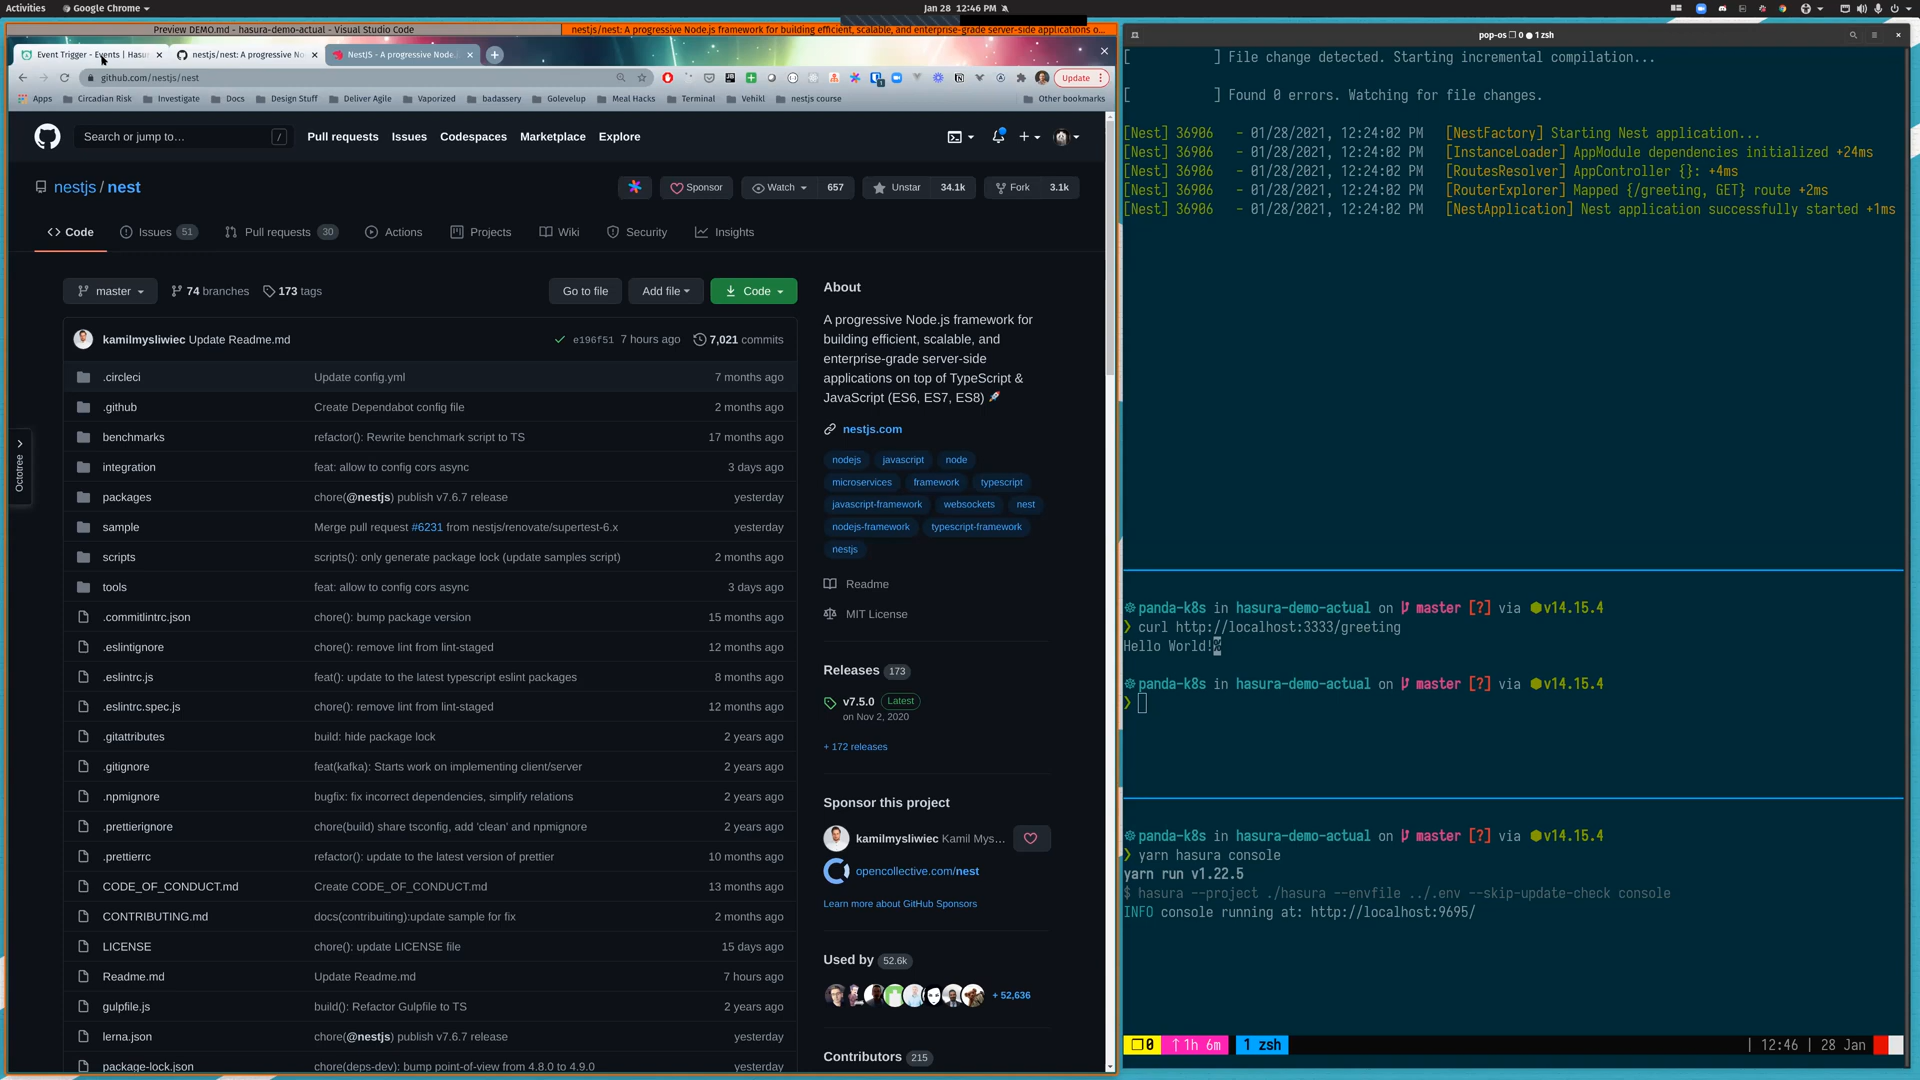 Activities
Google Chrome
Jan 28 12:46 PM
Preview DEMO.md - hasura-demo-actual - Visual Studio Code
nestjs/nest: A progressive Node.js framework for building efficient, scalable, and enterprise-grade server-side applications o...
Event Trigger - Events | Hasu
nestjs/nest: A progressive No
NestJS - A progressive Node.
github.com/nestjs/nest
Update
Apps
Circadian Risk
Investigate
Docs
Design Stuff
Deliver Agile
Vaporized
badassery
Golevelup
Meal Hacks
Terminal
Vehikl
nestjs course
Other bookmarks
Search or jump to…
/
Pull requests
Issues
Codespaces
Marketplace
Explore
nestjs / nest
Sponsor
Watch
657
Unstar
34.1k
Fork
3.1k
Code
Issues 51
Pull requests 30
Actions
Projects
Wiki
Security
Insights
master
74 branches
173 tags
Go to file
Add file
Code
kamilmysliwiec Update Readme.md
e196f51 7 hours ago
7,021 commits
.circleci Update config.yml 7 months ago
.github Create Dependabot config file 2 months ago
benchmarks refactor(): Rewrite benchmark script to TS 17 months ago
integration feat: allow to config cors async 3 days ago
packages chore(@nestjs) publish v7.6.7 release yesterday
sample Merge pull request #6231 from nestjs/renovate/supertest-6.x yesterday
scripts scripts(): only generate package lock (update samples script) 2 months ago
tools feat: allow to config cors async 3 days ago
.commitlintrc.json chore(): bump package version 15 months ago
.eslintignore chore(): remove lint from lint-staged 12 months ago
.eslintrc.js feat(): update to the latest typescript eslint packages 8 months ago
.eslintrc.spec.js chore(): remove lint from lint-staged 12 months ago
.gitattributes build: hide package lock 2 years ago
.gitignore feat(kafka): Starts work on implementing client/server 2 years ago
.npmignore bugfix: fix incorrect dependencies, simplify relations 2 years ago
.prettierignore chore(build) share tsconfig, add 'clean' and npmignore 2 years ago
.prettierrc refactor(): update to the latest version of prettier 10 months ago
CODE_OF_CONDUCT.md Create CODE_OF_CONDUCT.md 13 months ago
CONTRIBUTING.md docs(contribuiting):update sample for fix 2 months ago
LICENSE chore(): update LICENSE file 15 days ago
Readme.md Update Readme.md 7 hours ago
gulpfile.js build(): Refactor Gulpfile to TS 2 years ago
lerna.json chore(@nestjs) publish v7.6.7 release yesterday
package-lock.json chore(deps-dev): bump point-of-view from 4.8.0 to 4.9.0 yesterday
Octotree
About
A progressive Node.js framework for
building efficient, scalable, and
enterprise-grade server-side
applications on top of TypeScript &
JavaScript (ES6, ES7, ES8) 🚀
nestjs.com
nodejs javascript node
microservices framework typescript
javascript-framework websockets nest
nodejs-framework typescript-framework
nestjs
Readme
MIT License
Releases 173
v7.5.0 Latest
on Nov 2, 2020
+ 172 releases
Sponsor this project
kamilmysliwiec Kamil Mys…
opencollective.com/nest
Learn more about GitHub Sponsors
Used by 52.6k
+ 52,636
Contributors 215
pop-os ❐ 0 ● 1 zsh
[ ] File change detected. Starting incremental compilation...
[ ] Found 0 errors. Watching for file changes.
[Nest] 36906 - 01/28/2021, 12:24:02 PM [NestFactory] Starting Nest application...
[Nest] 36906 - 01/28/2021, 12:24:02 PM [InstanceLoader] AppModule dependencies initialized +24ms
[Nest] 36906 - 01/28/2021, 12:24:02 PM [RoutesResolver] AppController {}: +4ms
[Nest] 36906 - 01/28/2021, 12:24:02 PM [RouterExplorer] Mapped {/greeting, GET} route +2ms
[Nest] 36906 - 01/28/2021, 12:24:02 PM [NestApplication] Nest application successfully started +1ms
panda-k8s in hasura-demo-actual on master [?] via v14.15.4
❯ curl http://localhost:3333/greeting
Hello World!%
panda-k8s in hasura-demo-actual on master [?] via v14.15.4
❯
panda-k8s in hasura-demo-actual on master [?] via v14.15.4
❯ yarn hasura console
yarn run v1.22.5
$ hasura --project ./hasura --envfile ../.env --skip-update-check console
INFO console running at: http://localhost:9695/
❐ 0 ↑ 1h 6m 1 zsh
| 12:46 | 28 Jan